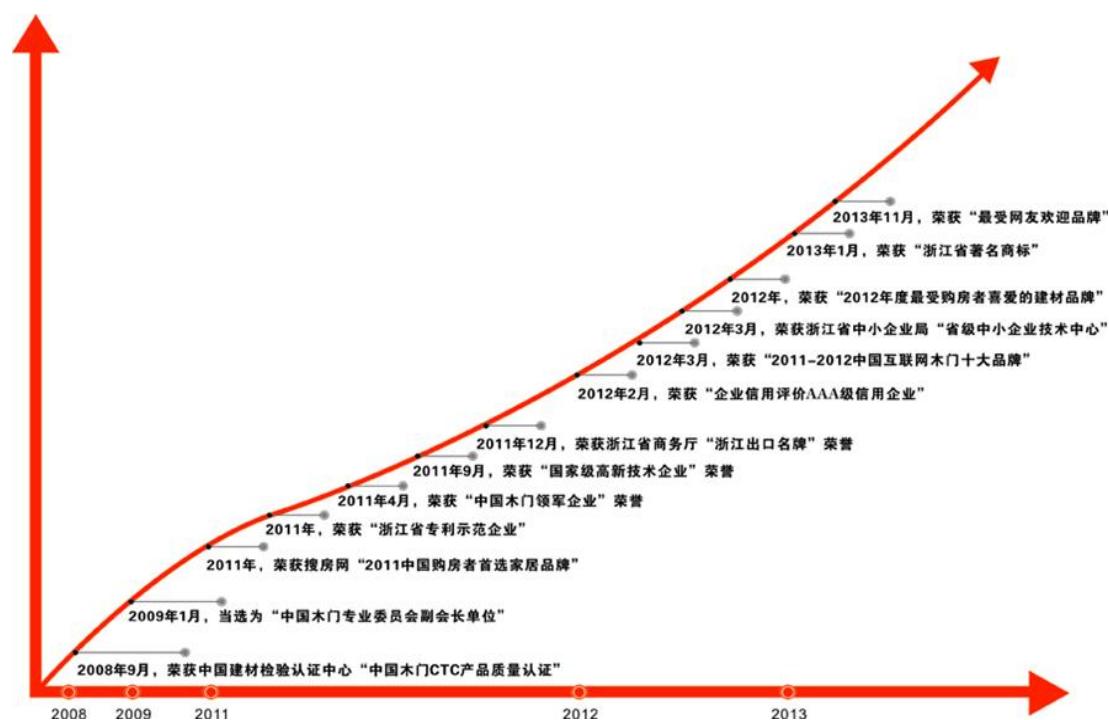 2013年11月，荣获“最受网友欢迎品牌”
2013年1月，荣获“浙江省著名商标”
2012年，荣获“2012年度最受购房者喜爱的建材品牌”
2012年3月，荣获浙江省中小企业局“省级中小企业技术中心”
2012年3月，荣获“2011-2012中国互联网木门十大品牌”
2012年2月，荣获“企业信用评价AAA级信用企业”
2011年12月，荣获浙江省商务厅“浙江出口名牌”荣誉
2011年9月，荣获“国家级高新技术企业”荣誉
2011年4月，荣获“中国木门领军企业”荣誉
2011年，荣获“浙江省专利示范企业”
2011年，荣获搜房网“2011中国购房者首选家居品牌”
2009年1月，当选为“中国木门专业委员会副会长单位”
2008年9月，荣获中国建材检验认证中心“中国木门CTC产品质量认证”
2008 2009 2011 2012 2013